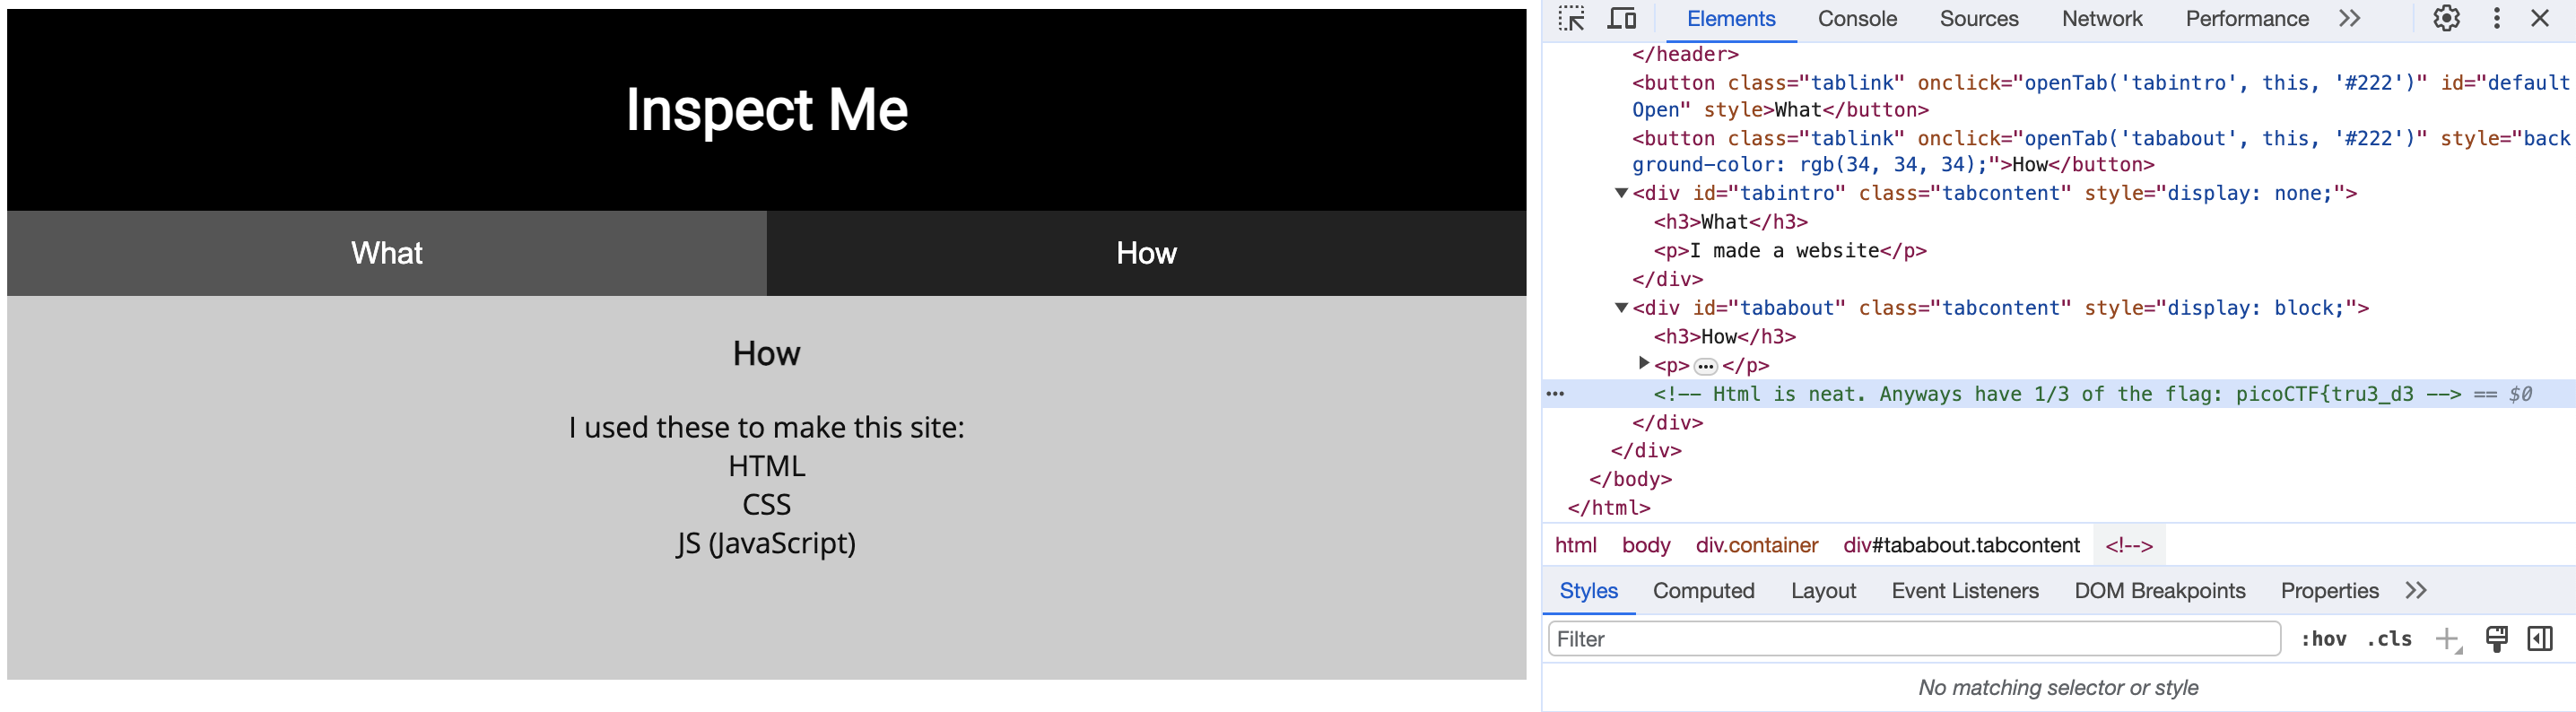 Inspect Me
What
How
How
I used these to make this site:
HTML
CSS
JS (JavaScript)
Elements Console Sources Network Performance
</header>
<button class="tablink" onclick="openTab('tabintro', this, '#222')" id="default
Open" style>What</button>
<button class="tablink" onclick="openTab('tababout', this, '#222')" style="back
ground-color: rgb(34, 34, 34);">How</button>
<div id="tabintro" class="tabcontent" style="display: none;">
<h3>What</h3>
<p>I made a website</p>
</div>
<div id="tababout" class="tabcontent" style="display: block;">
<h3>How</h3>
<p>…</p>
<!-- Html is neat. Anyways have 1/3 of the flag: picoCTF{tru3_d3 --> == $0
</div>
</div>
</body>
</html>
html body div.container div#tababout.tabcontent <!-->
Styles Computed Layout Event Listeners DOM Breakpoints Properties
Filter :hov .cls
No matching selector or style